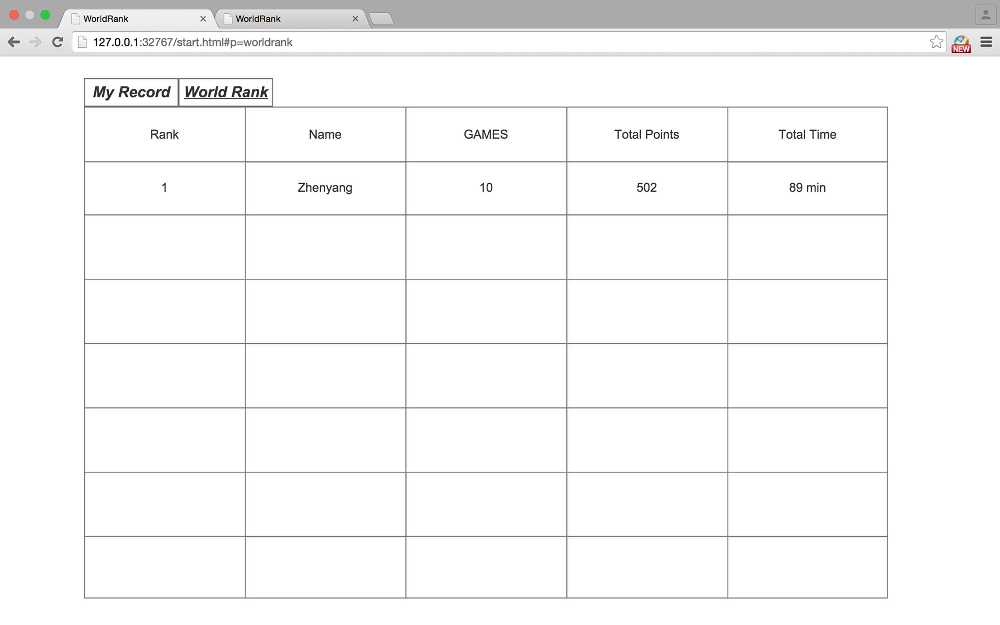 WorldRank
WorldRank
127.0.0.1:32767/start.html#p=worldrank
NEW
My Record
World Rank
Rank Name GAMES Total Points Total Time
1 Zhenyang 10 502 89 min